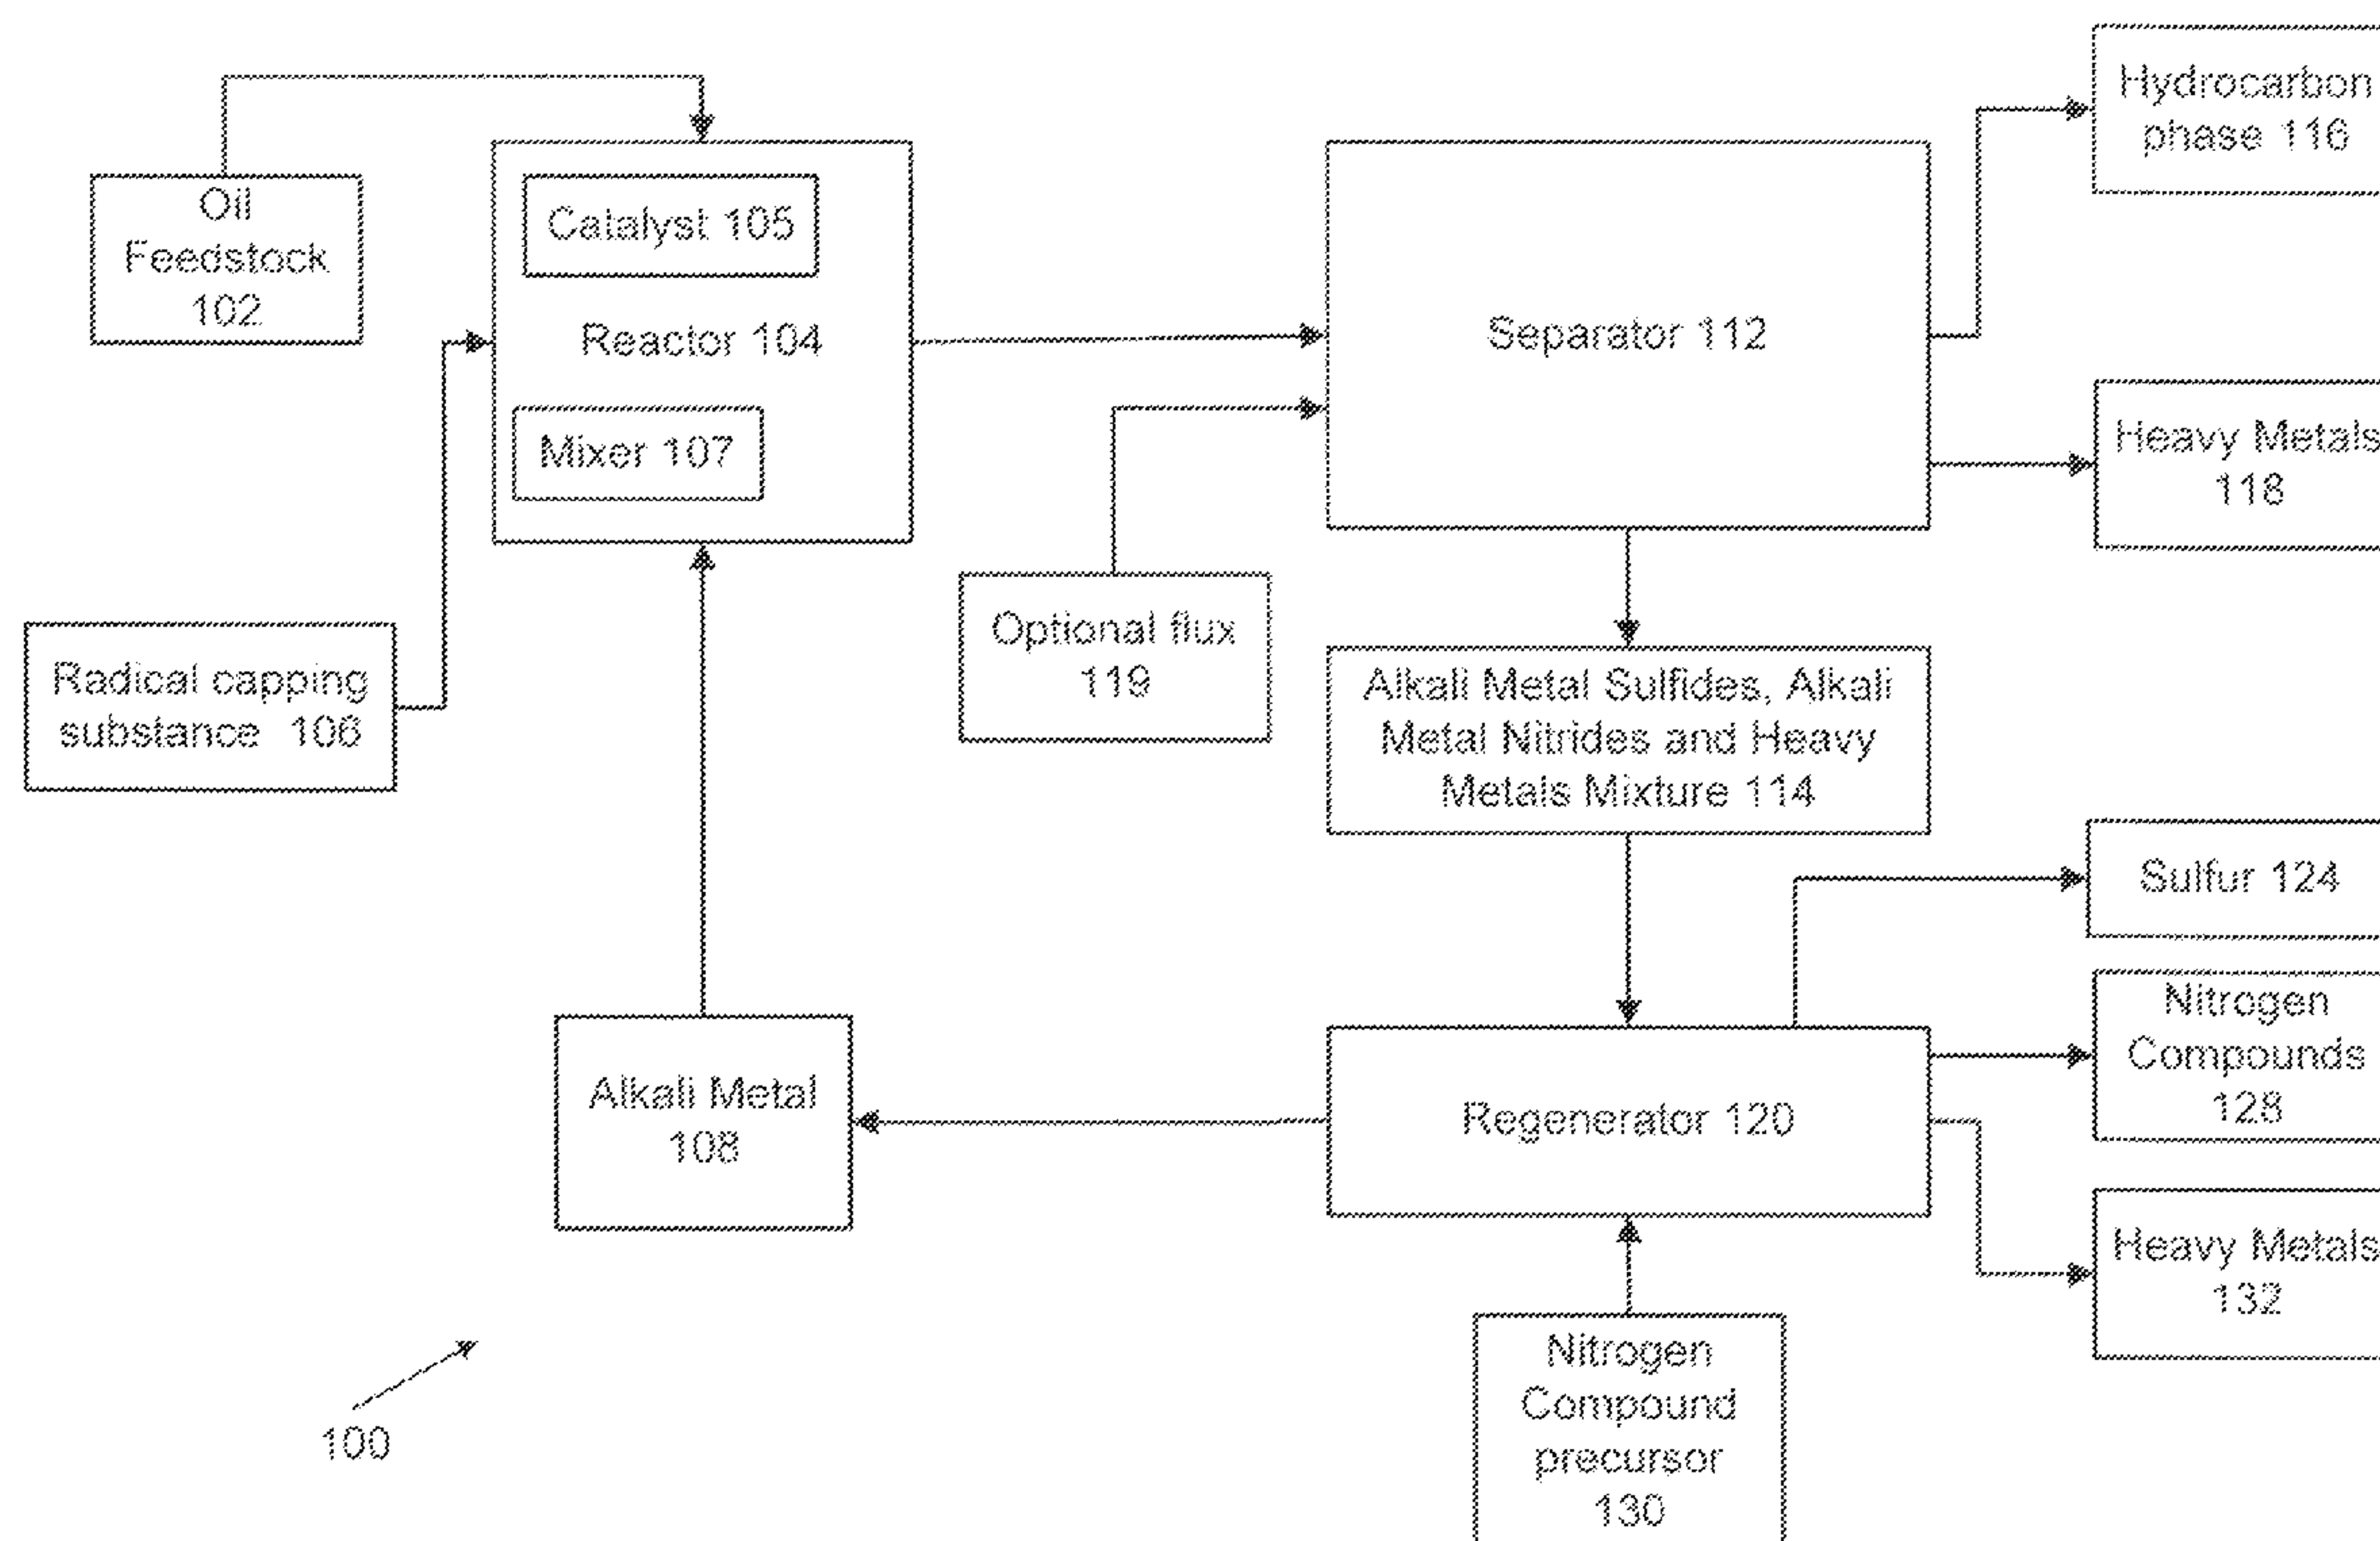 Oil
Feedstock
102
Catalyst 105
Reactor 104
Mixer 107
Radical capping
substance 106
Separator 112
Hydrocarbon
phase 116
Heavy Metals
118
Optional flux
119
Alkali Metal Sulfides, Alkali
Metal Nitrides and Heavy
Metals Mixture 114
Sulfur 124
Nitrogen
Compounds
128
Alkali Metal
108
Regenerator 120
Heavy Metals
132
Nitrogen
Compound
precursor
130
100